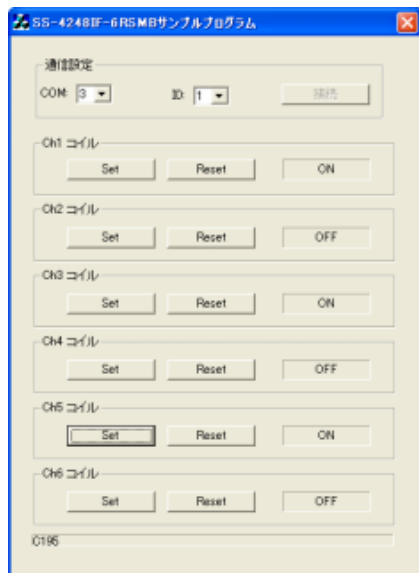 SS-4248IF-6RSMBサンプルプログラム
通信設定
COM: 3 ID: 1 接続
Ch1 コイル
Set Reset ON
Ch2 コイル
Set Reset OFF
Ch3 コイル
Set Reset ON
Ch4 コイル
Set Reset OFF
Ch5 コイル
Set Reset ON
Ch6 コイル
Set Reset OFF
C195